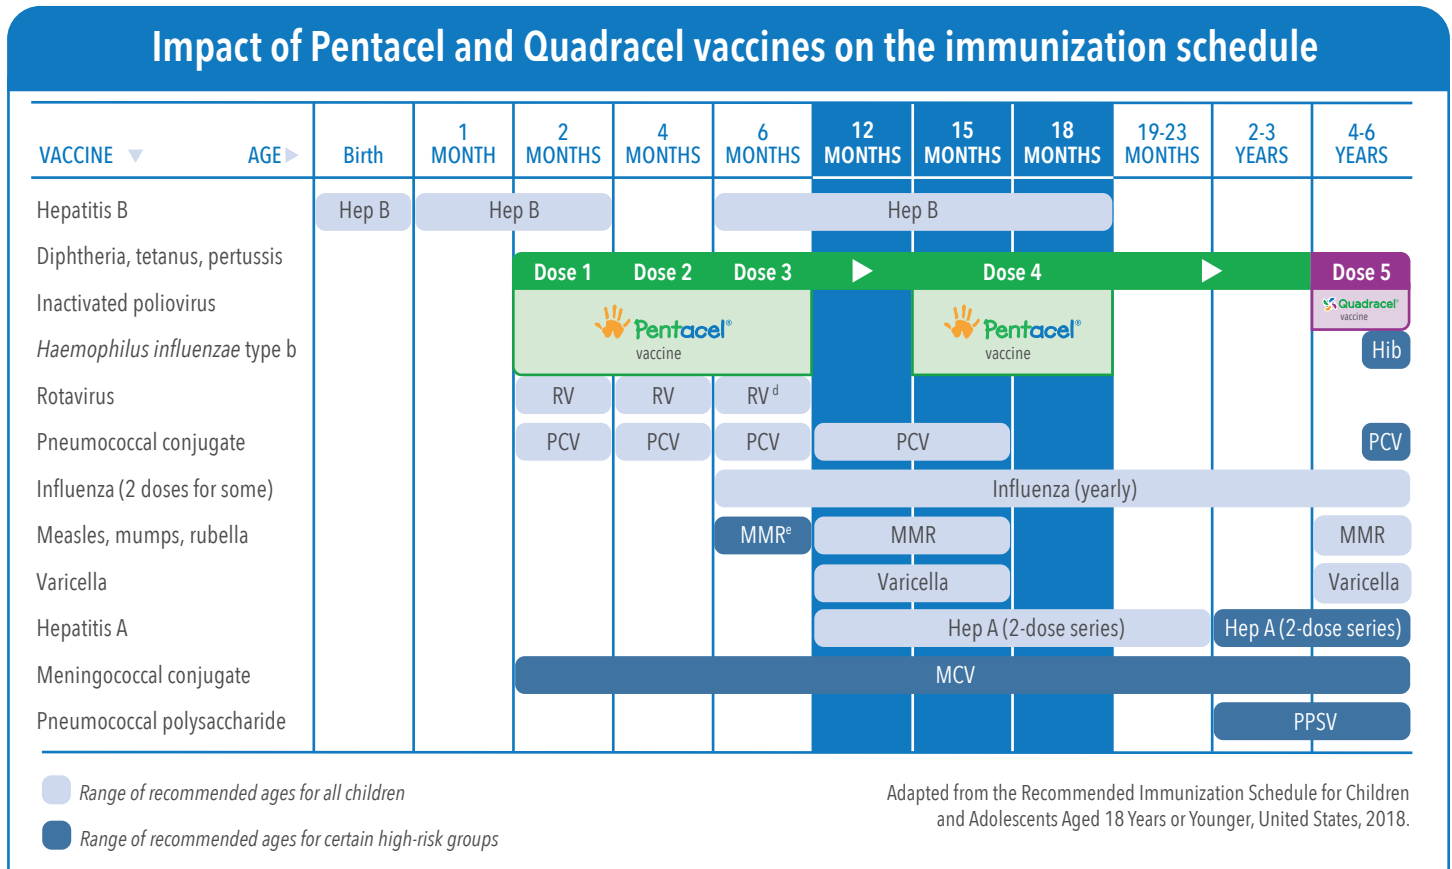 Impact of Pentacel and Quadracel vaccines on the immunization schedule
VACCINE AGE Birth 1 MONTH 2 MONTHS 4 MONTHS 6 MONTHS 12 MONTHS 15 MONTHS 18 MONTHS 19-23 MONTHS 2-3 YEARS 4-6 YEARS
Hepatitis B Hep B Hep B Hep B
Diphtheria, tetanus, pertussis Dose 1 Dose 2 Dose 3 Dose 4 Dose 5
Inactivated poliovirus Pentacel® vaccine Pentacel® vaccine Quadracel® vaccine
Haemophilus influenzae type b Hib
Rotavirus RV RV RV d
Pneumococcal conjugate PCV PCV PCV PCV PCV
Influenza (2 doses for some) Influenza (yearly)
Measles, mumps, rubella MMRe MMR MMR
Varicella Varicella Varicella
Hepatitis A Hep A (2-dose series) Hep A (2-dose series)
Meningococcal conjugate MCV
Pneumococcal polysaccharide PPSV
Range of recommended ages for all children
Range of recommended ages for certain high-risk groups
Adapted from the Recommended Immunization Schedule for Children
and Adolescents Aged 18 Years or Younger, United States, 2018.